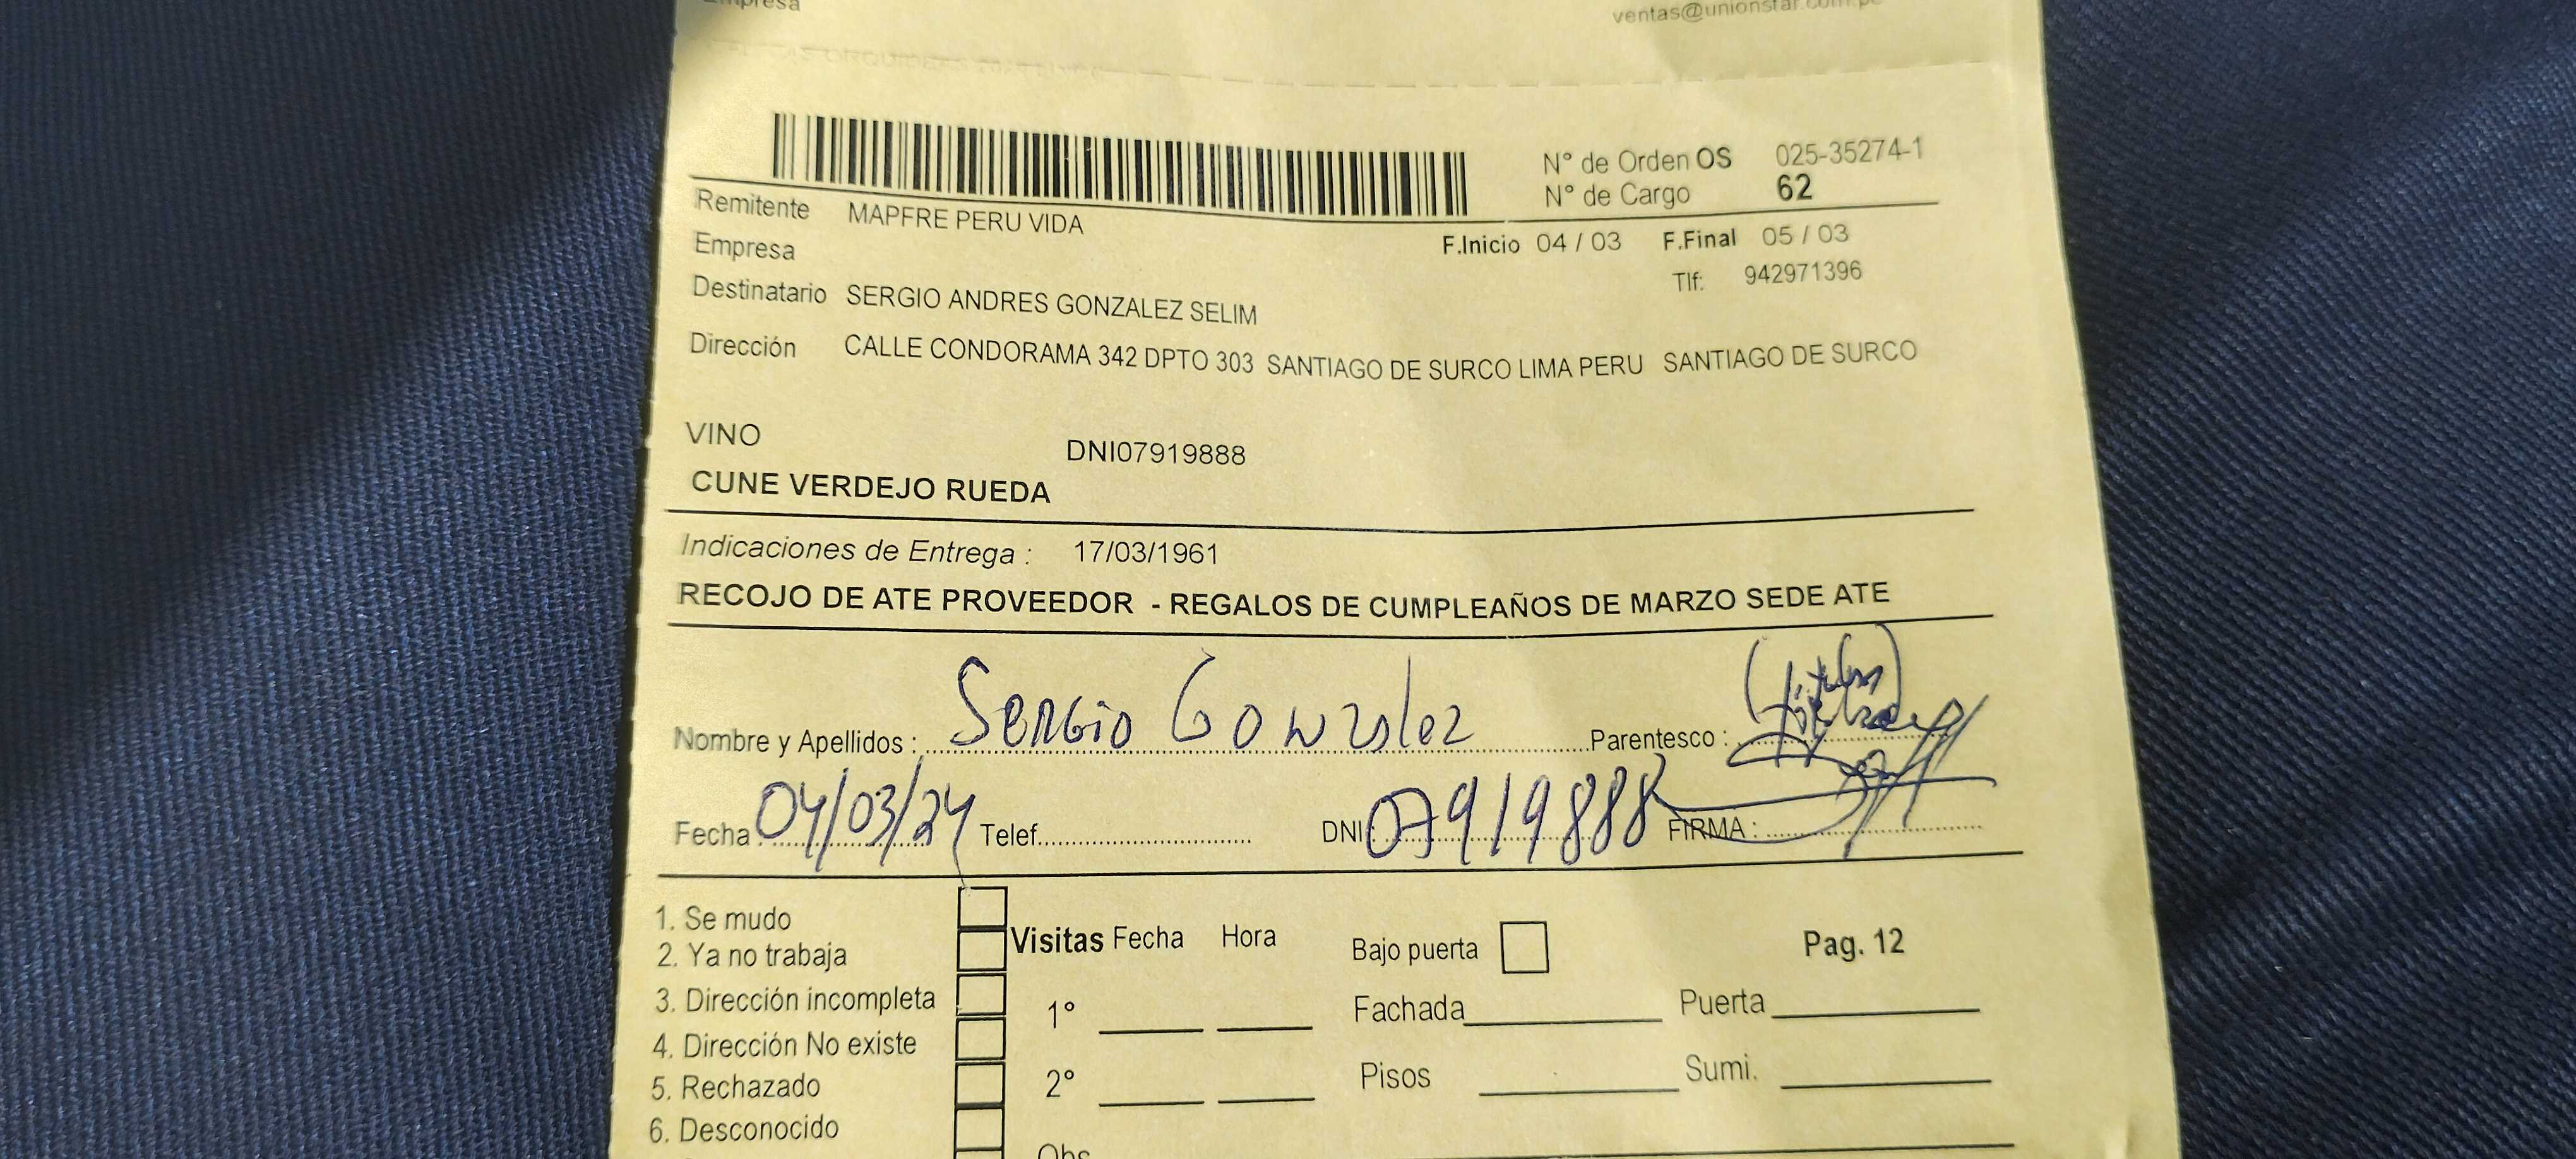 Empresa
ventas@unionstar.com.pe
N° de Orden OS 025-35274-1
N° de Cargo 62
Remitente MAPFRE PERU VIDA
Empresa
F.Inicio 04 / 03 F.Final 05 / 03
Tlf: 942971396
Destinatario SERGIO ANDRES GONZALEZ SELIM
Dirección CALLE CONDORAMA 342 DPTO 303 SANTIAGO DE SURCO LIMA PERU SANTIAGO DE SURCO
VINO DNI07919888
CUNE VERDEJO RUEDA
Indicaciones de Entrega : 17/03/1961
RECOJO DE ATE PROVEEDOR - REGALOS DE CUMPLEAÑOS DE MARZO SEDE ATE
Nombre y Apellidos : Sergio Gonzalez Parentesco : (titular)
Fecha : 04/03/24 Telef. DNI: 07919888 FIRMA :
1. Se mudo
2. Ya no trabaja
3. Dirección incompleta
4. Dirección No existe
5. Rechazado
6. Desconocido
Visitas Fecha Hora
1°
2°
Obs
Bajo puerta Pag. 12
Fachada Puerta
Pisos Sumi.